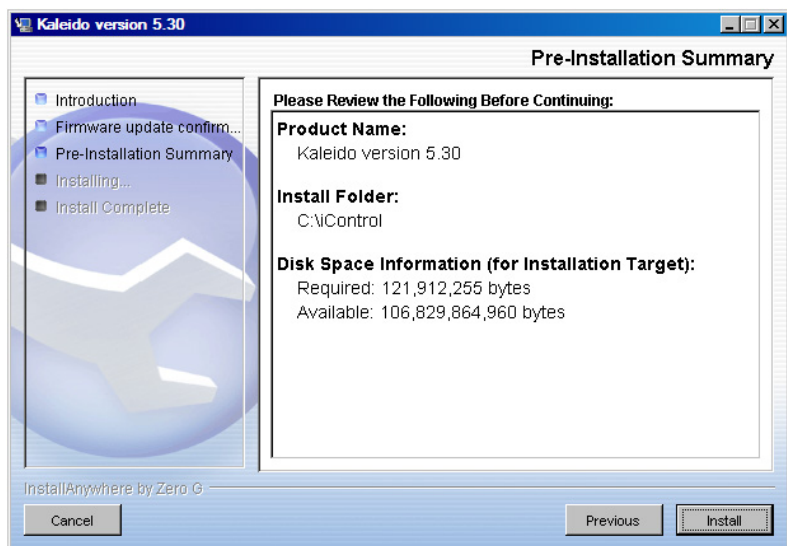 Kaleido version 5.30
Pre-Installation Summary
Introduction
Firmware update confirm...
Pre-Installation Summary
Installing...
Install Complete
Please Review the Following Before Continuing:
Product Name:
Kaleido version 5.30
Install Folder:
C:\iControl
Disk Space Information (for Installation Target):
Required: 121,912,255 bytes
Available: 106,829,864,960 bytes
InstallAnywhere by Zero G
Cancel
Previous
Install